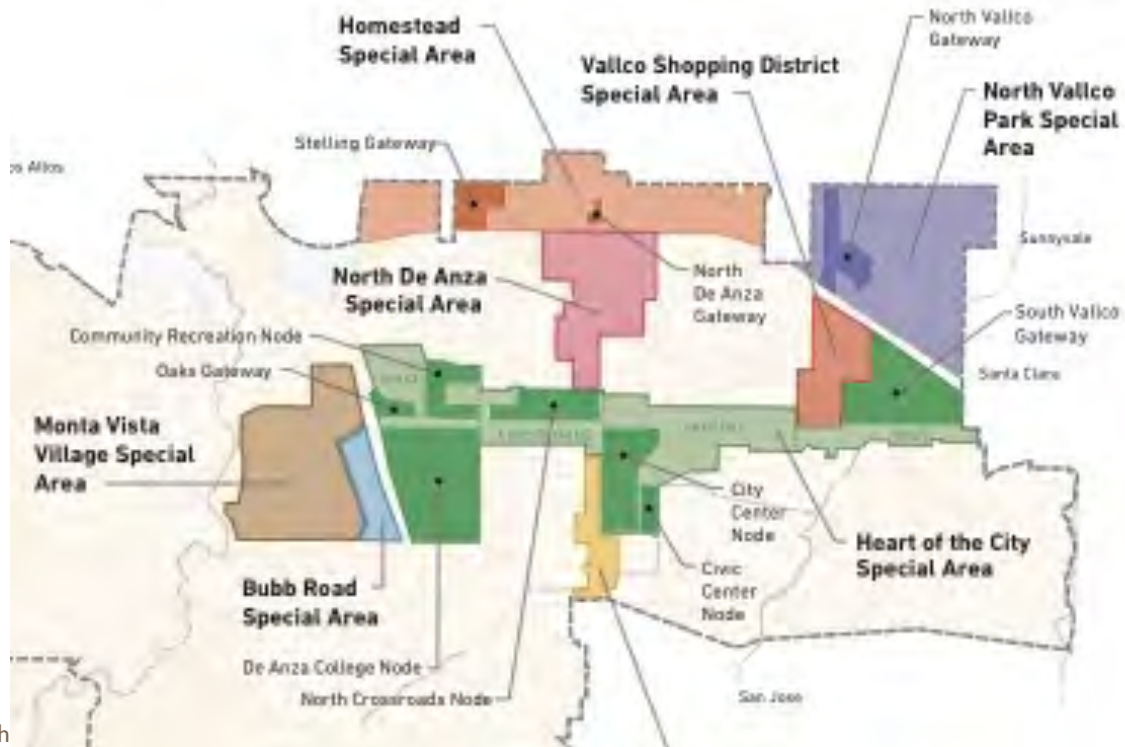 North Vallco
Gateway
Homestead
Special Area
Vallco Shopping District
Special Area
North Vallco
Park Special
Area
Stelling Gateway
os Altos
Sunnyvale
North De Anza
Special Area
North
De Anza
Gateway
South Vallco
Gateway
Community Recreation Node
Oaks Gateway
Santa Clara
Monta Vista
Village Special
Area
City
Center
Node
Heart of the City
Special Area
Civic
Center
Node
Bubb Road
Special Area
De Anza College Node
North Crossroads Node
San Jose
h